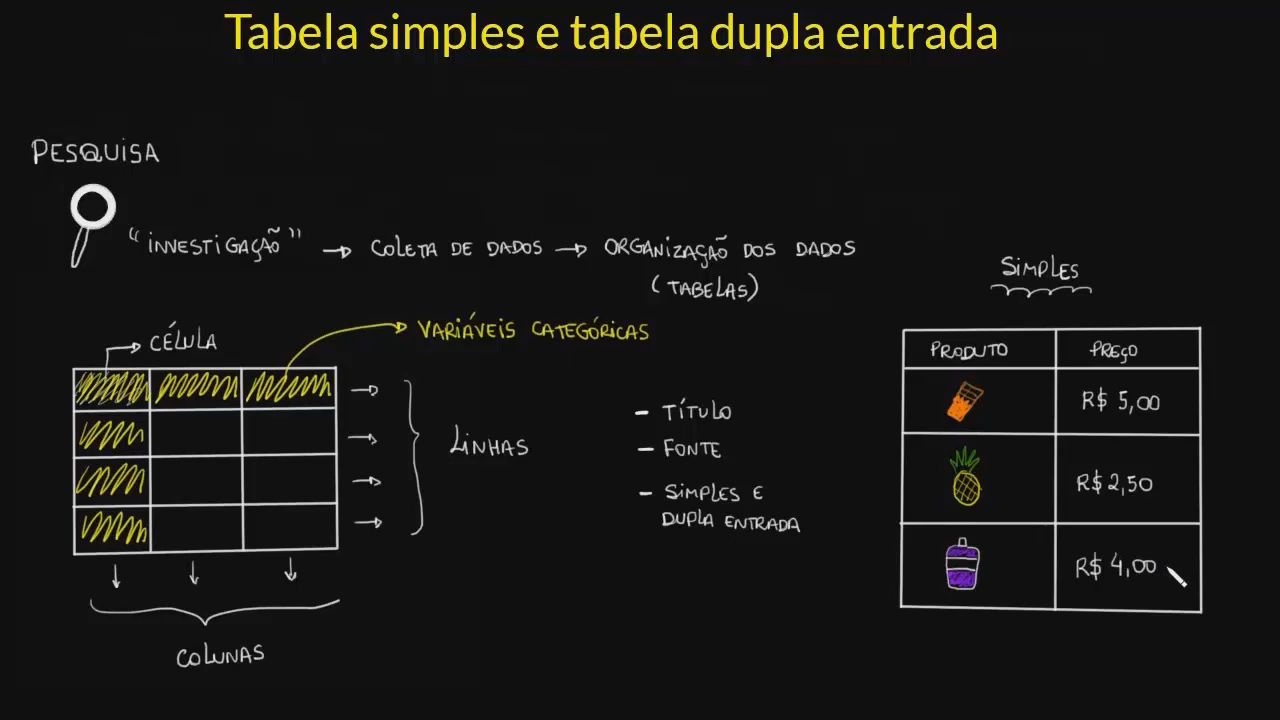 Tabela simples e tabela dupla entrada
PESQUISA
"INVESTIGAÇÃO" → COLETA DE DADOS → ORGANIZAÇÃO DOS DADOS
(TABELAS)
CÉLULA
VARIÁVEIS CATEGÓRICAS
LINHAS
COLUNAS
- TÍTULO
- FONTE
- SIMPLES E
DUPLA ENTRADA
SIMPLES
PRODUTO PREÇO
R$ 5,00
R$ 2,50
R$ 4,00